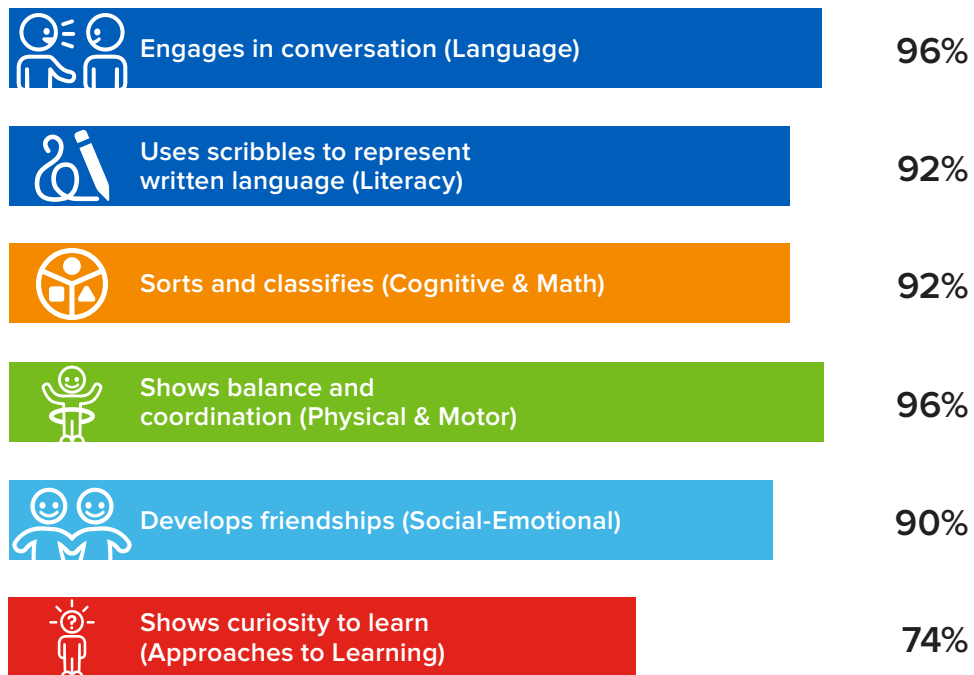 Engages in conversation (Language)
96%
Uses scribbles to represent
written language (Literacy)
92%
Sorts and classifies (Cognitive & Math)
92%
Shows balance and
coordination (Physical & Motor)
96%
Develops friendships (Social-Emotional)
90%
?
Shows curiosity to learn
(Approaches to Learning)
74%